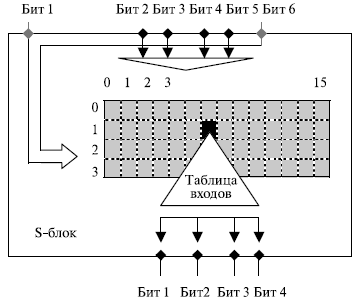 Бит 1 Бит 2 Бит 3 Бит 4 Бит 5 Бит 6
0 1 2 3 15
0
1
2
3
Таблица
входов
S-блок
Бит 1 Бит2 Бит 3 Бит 4